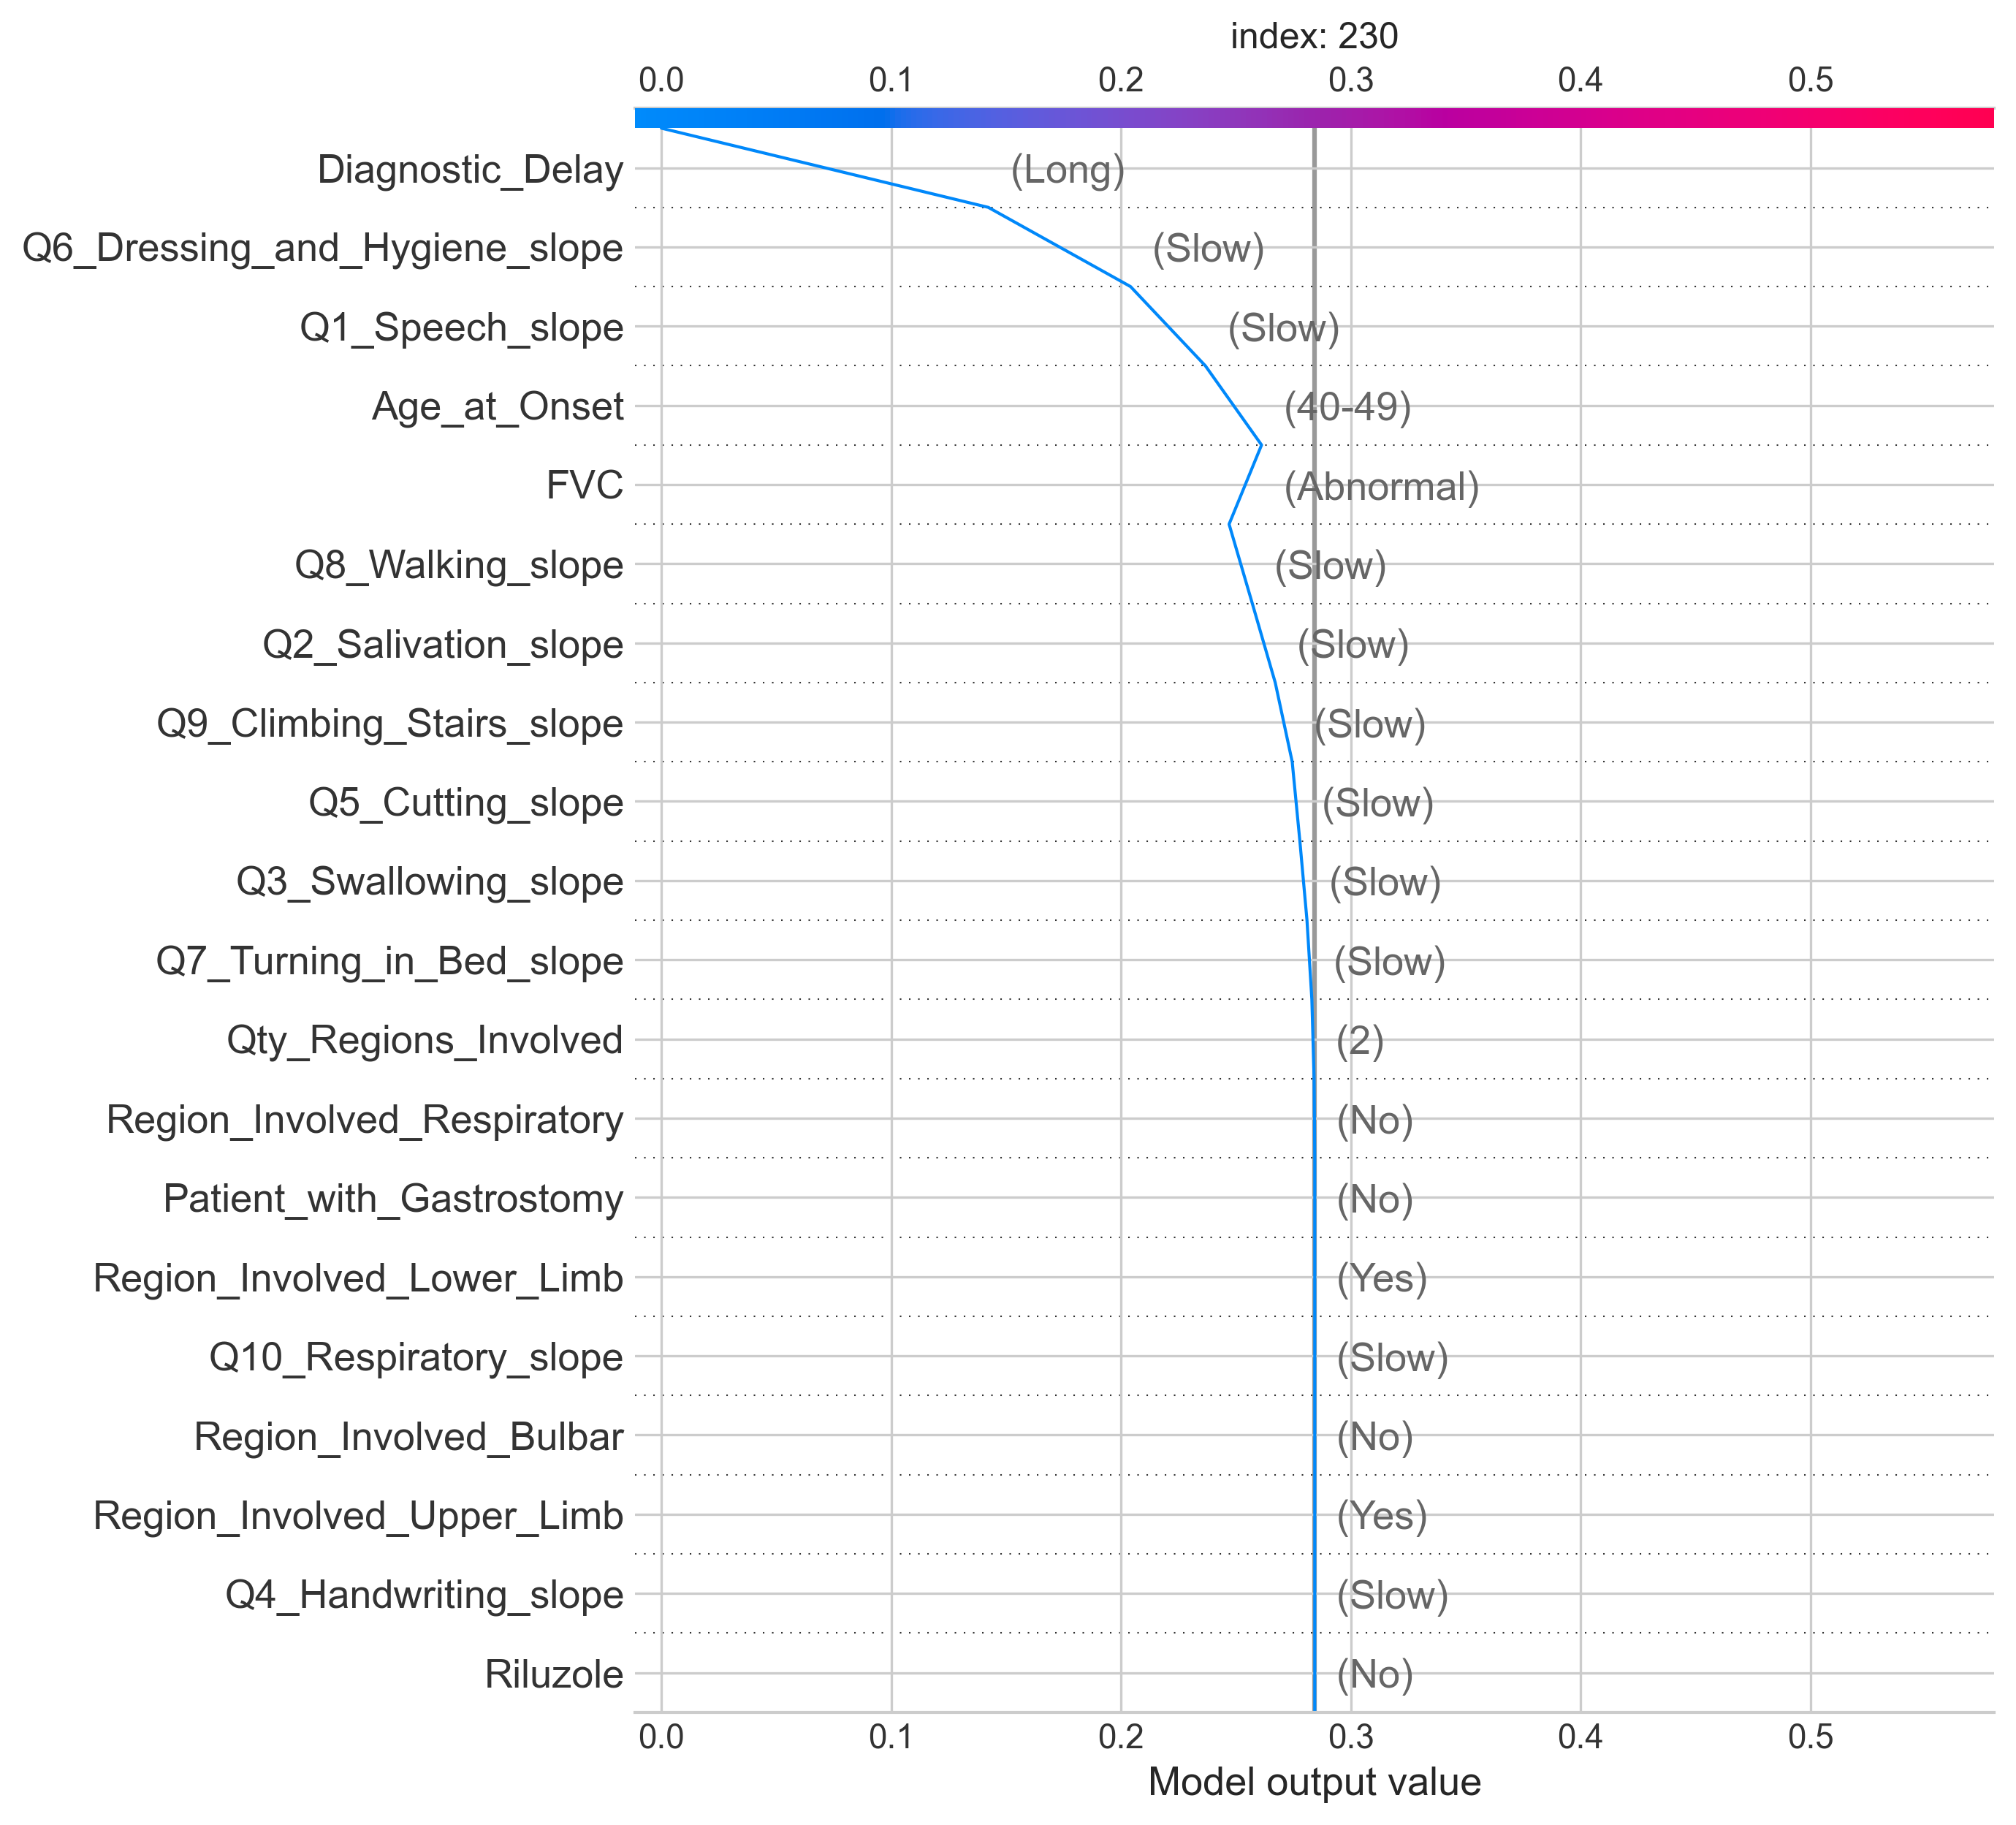 index: 230
0.0 0.1 0.2 0.3 0.4 0.5
Diagnostic_Delay (Long)
Q6_Dressing_and_Hygiene_slope (Slow)
Q1_Speech_slope (Slow)
Age_at_Onset (40-49)
FVC (Abnormal)
Q8_Walking_slope (Slow)
Q2_Salivation_slope (Slow)
Q9_Climbing_Stairs_slope (Slow)
Q5_Cutting_slope (Slow)
Q3_Swallowing_slope (Slow)
Q7_Turning_in_Bed_slope (Slow)
Qty_Regions_Involved (2)
Region_Involved_Respiratory (No)
Patient_with_Gastrostomy (No)
Region_Involved_Lower_Limb (Yes)
Q10_Respiratory_slope (Slow)
Region_Involved_Bulbar (No)
Region_Involved_Upper_Limb (Yes)
Q4_Handwriting_slope (Slow)
Riluzole (No)
0.0 0.1 0.2 0.3 0.4 0.5
Model output value